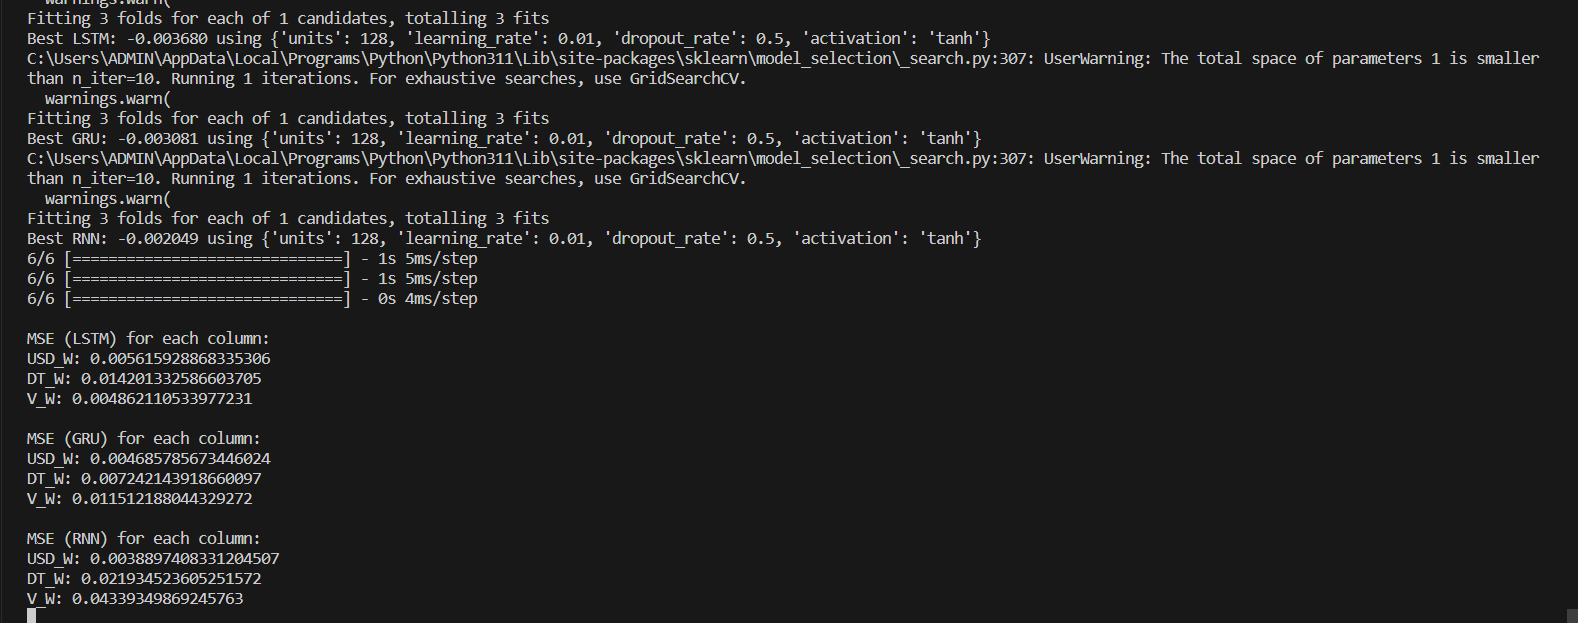 warnings.warn(
Fitting 3 folds for each of 1 candidates, totalling 3 fits
Best LSTM: -0.003680 using {'units': 128, 'learning_rate': 0.01, 'dropout_rate': 0.5, 'activation': 'tanh'}
C:\Users\ADMIN\AppData\Local\Programs\Python\Python311\Lib\site-packages\sklearn\model_selection\_search.py:307: UserWarning: The total space of parameters 1 is smaller
than n_iter=10. Running 1 iterations. For exhaustive searches, use GridSearchCV.
warnings.warn(
Fitting 3 folds for each of 1 candidates, totalling 3 fits
Best GRU: -0.003081 using {'units': 128, 'learning_rate': 0.01, 'dropout_rate': 0.5, 'activation': 'tanh'}
C:\Users\ADMIN\AppData\Local\Programs\Python\Python311\Lib\site-packages\sklearn\model_selection\_search.py:307: UserWarning: The total space of parameters 1 is smaller
than n_iter=10. Running 1 iterations. For exhaustive searches, use GridSearchCV.
warnings.warn(
Fitting 3 folds for each of 1 candidates, totalling 3 fits
Best RNN: -0.002049 using {'units': 128, 'learning_rate': 0.01, 'dropout_rate': 0.5, 'activation': 'tanh'}
6/6 [==============================] - 1s 5ms/step
6/6 [==============================] - 1s 5ms/step
6/6 [==============================] - 0s 4ms/step
MSE (LSTM) for each column:
USD_W: 0.005615928868335306
DT_W: 0.014201332586603705
V_W: 0.004862110533977231
MSE (GRU) for each column:
USD_W: 0.004685785673446024
DT_W: 0.007242143918660097
V_W: 0.011512188044329272
MSE (RNN) for each column:
USD_W: 0.0038897408331204507
DT_W: 0.021934523605251572
V_W: 0.04339349869245763